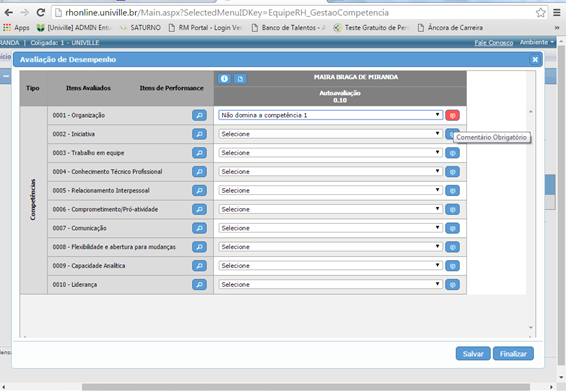 rhonline.univille.br/Main.aspx?SelectedMenuIDKey=EquipeRH_GestaoCompetencia
Apps [Univille] ADMIN Ent SATURNO RM Portal - Login Ver Banco de Talentos - A Teste Gratuito de Per Âncora de Carreira
RANDA | Coligada: 1 - UNIVILLE Fale Conosco Ambiente
Avaliação de Desempenho
Tipo Itens Avaliados Itens de Performance
MAIRA BRAGA DE MIRANDA
Autoavaliação
0.10
Competências
0001 - Organização Não domina a competência 1
Comentário Obrigatório
0002 - Iniciativa Selecione
0003 - Trabalho em equipe Selecione
0004 - Conhecimento Técnico Profissional Selecione
0005 - Relacionamento Interpessoal Selecione
0006 - Comprometimento/Pró-atividade Selecione
0007 - Comunicação Selecione
0008 - Flexibilidade e abertura para mudanças Selecione
0009 - Capacidade Analítica Selecione
0010 - Liderança Selecione
Salvar Finalizar